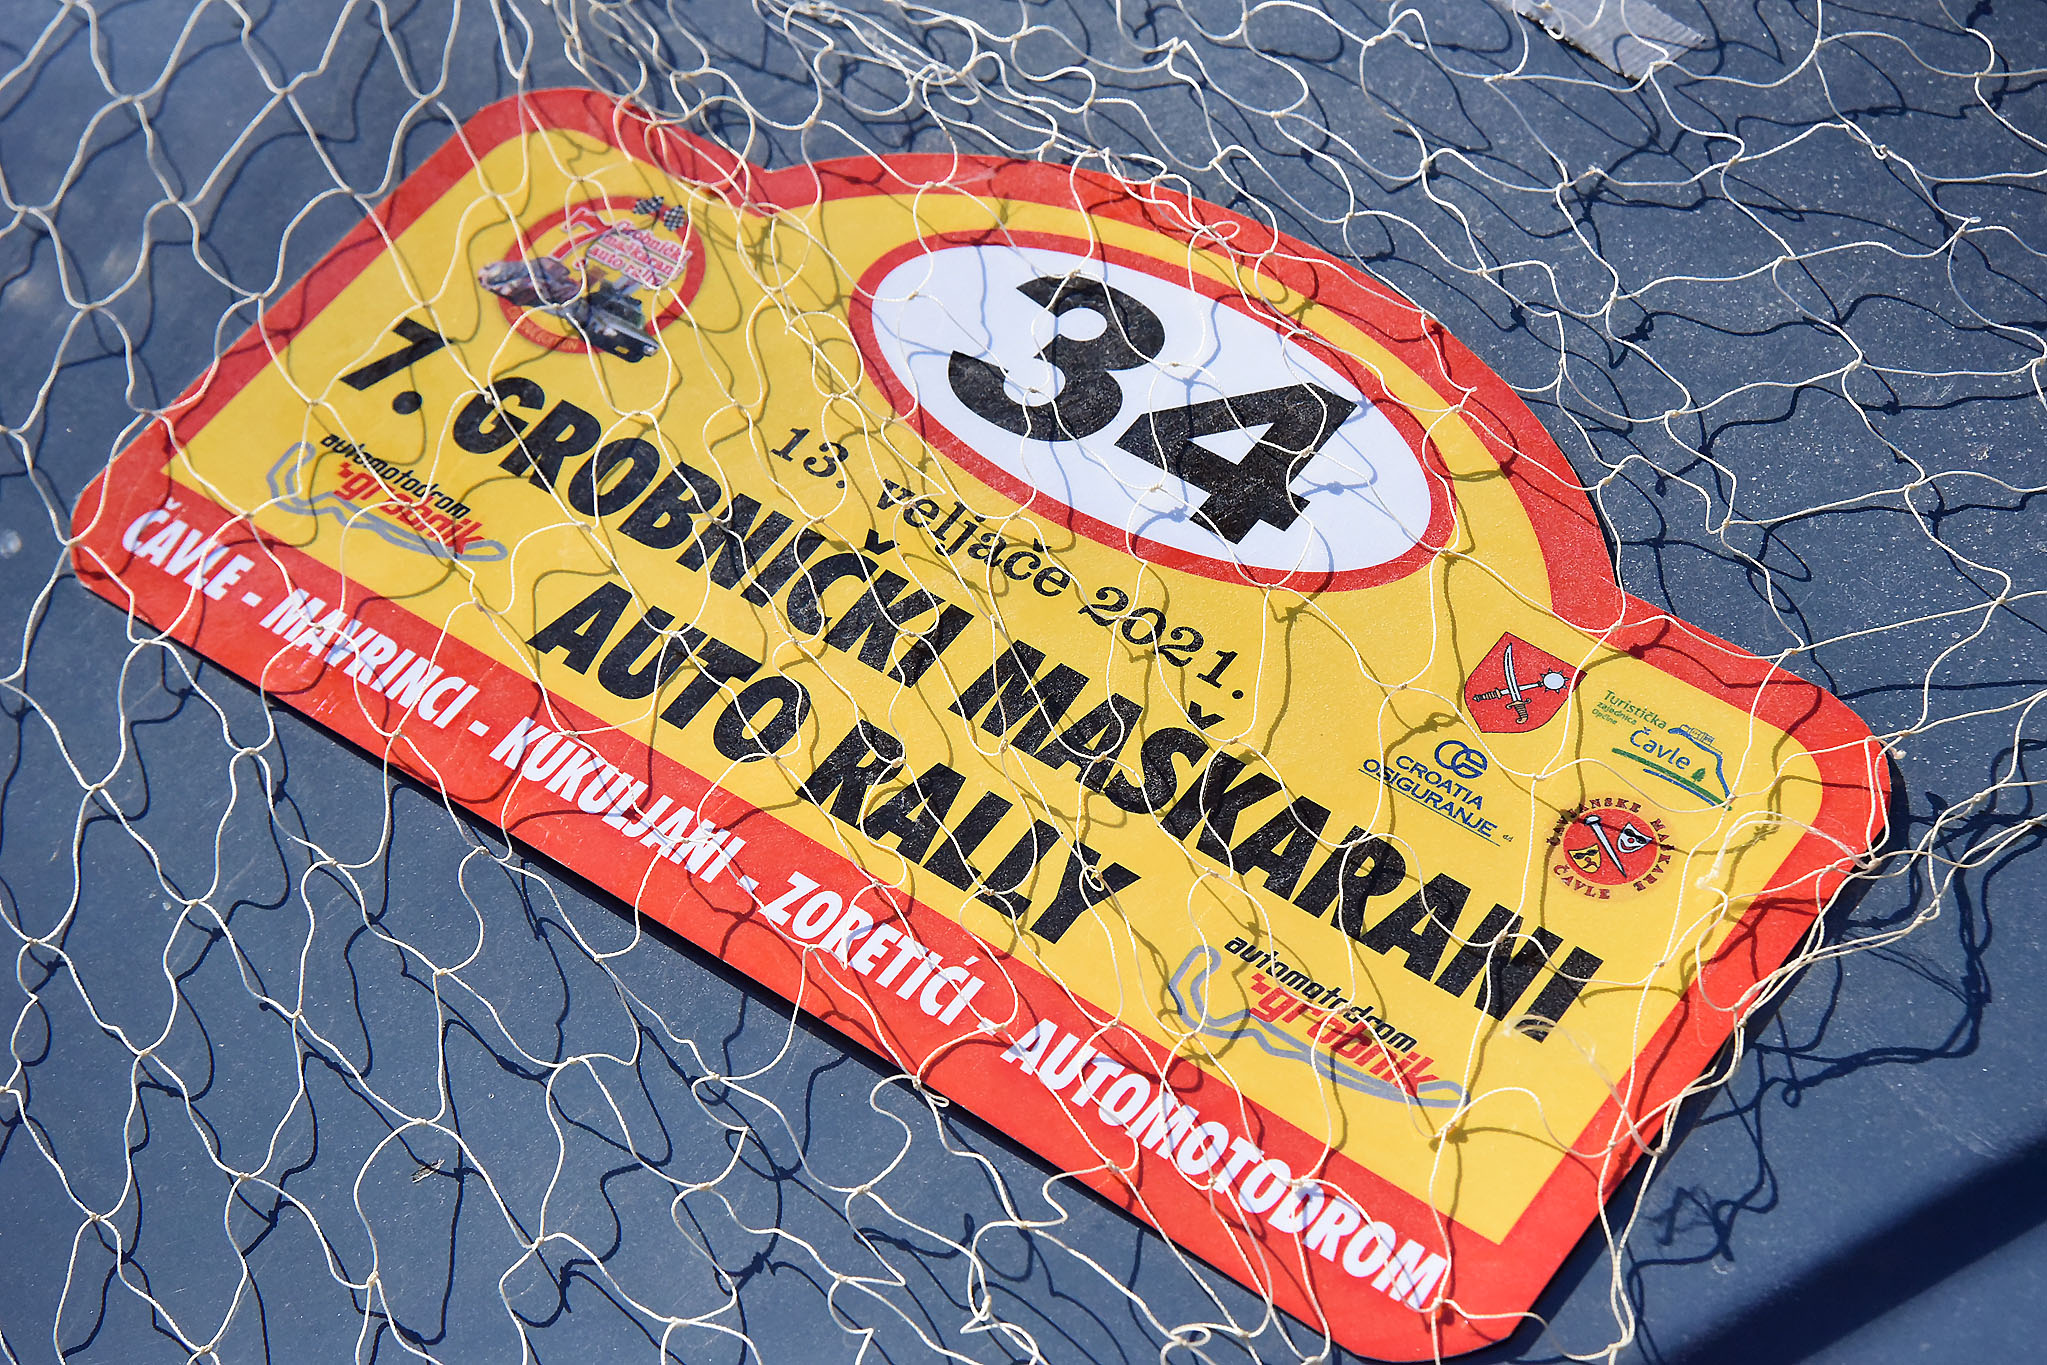 34
13. veljače 2021.
7. GROBNIČKI MAŠKARANI
AUTO RALLY
automotodrom
grobnik
Turistička
zajednica
Općine
Čavle
CROATIA
OSIGURANJE
d.d.
ČAVLE
automotodrom
grobnik
ČAVLE - MAVRINCI - KUKULJANI - ZORETIĆI - AUTOMOTODROM